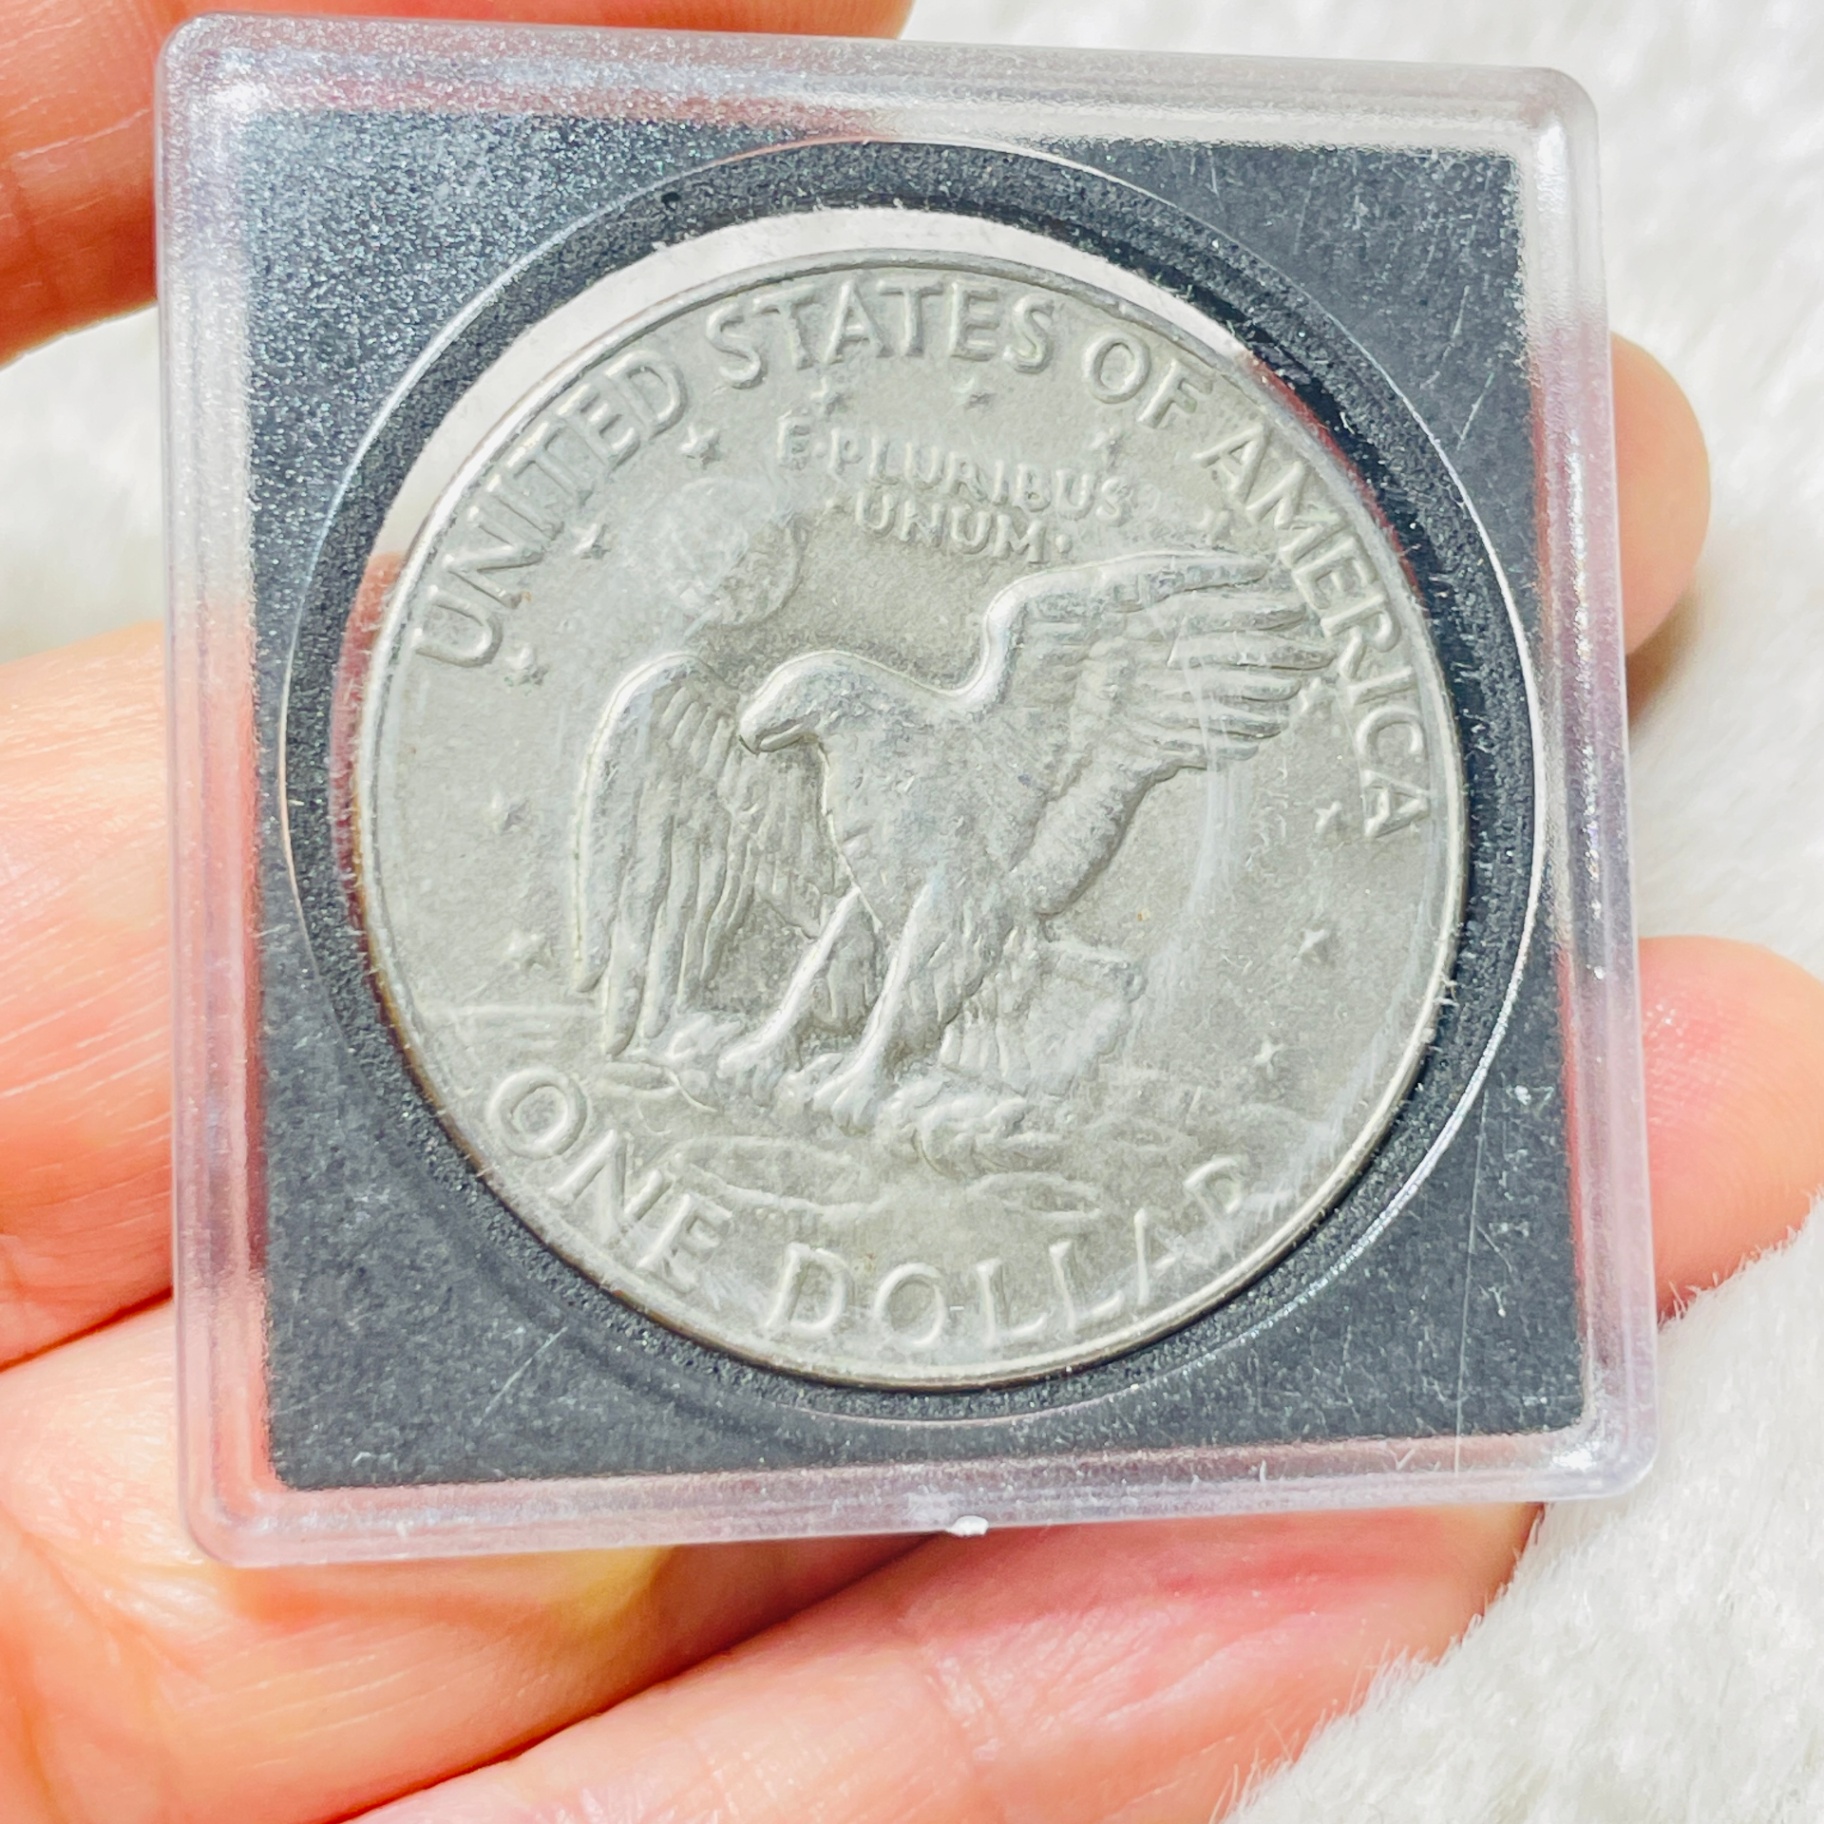 UNITED STATES OF AMERICA
E·PLURIBUS
·UNUM·
ONE DOLLAR